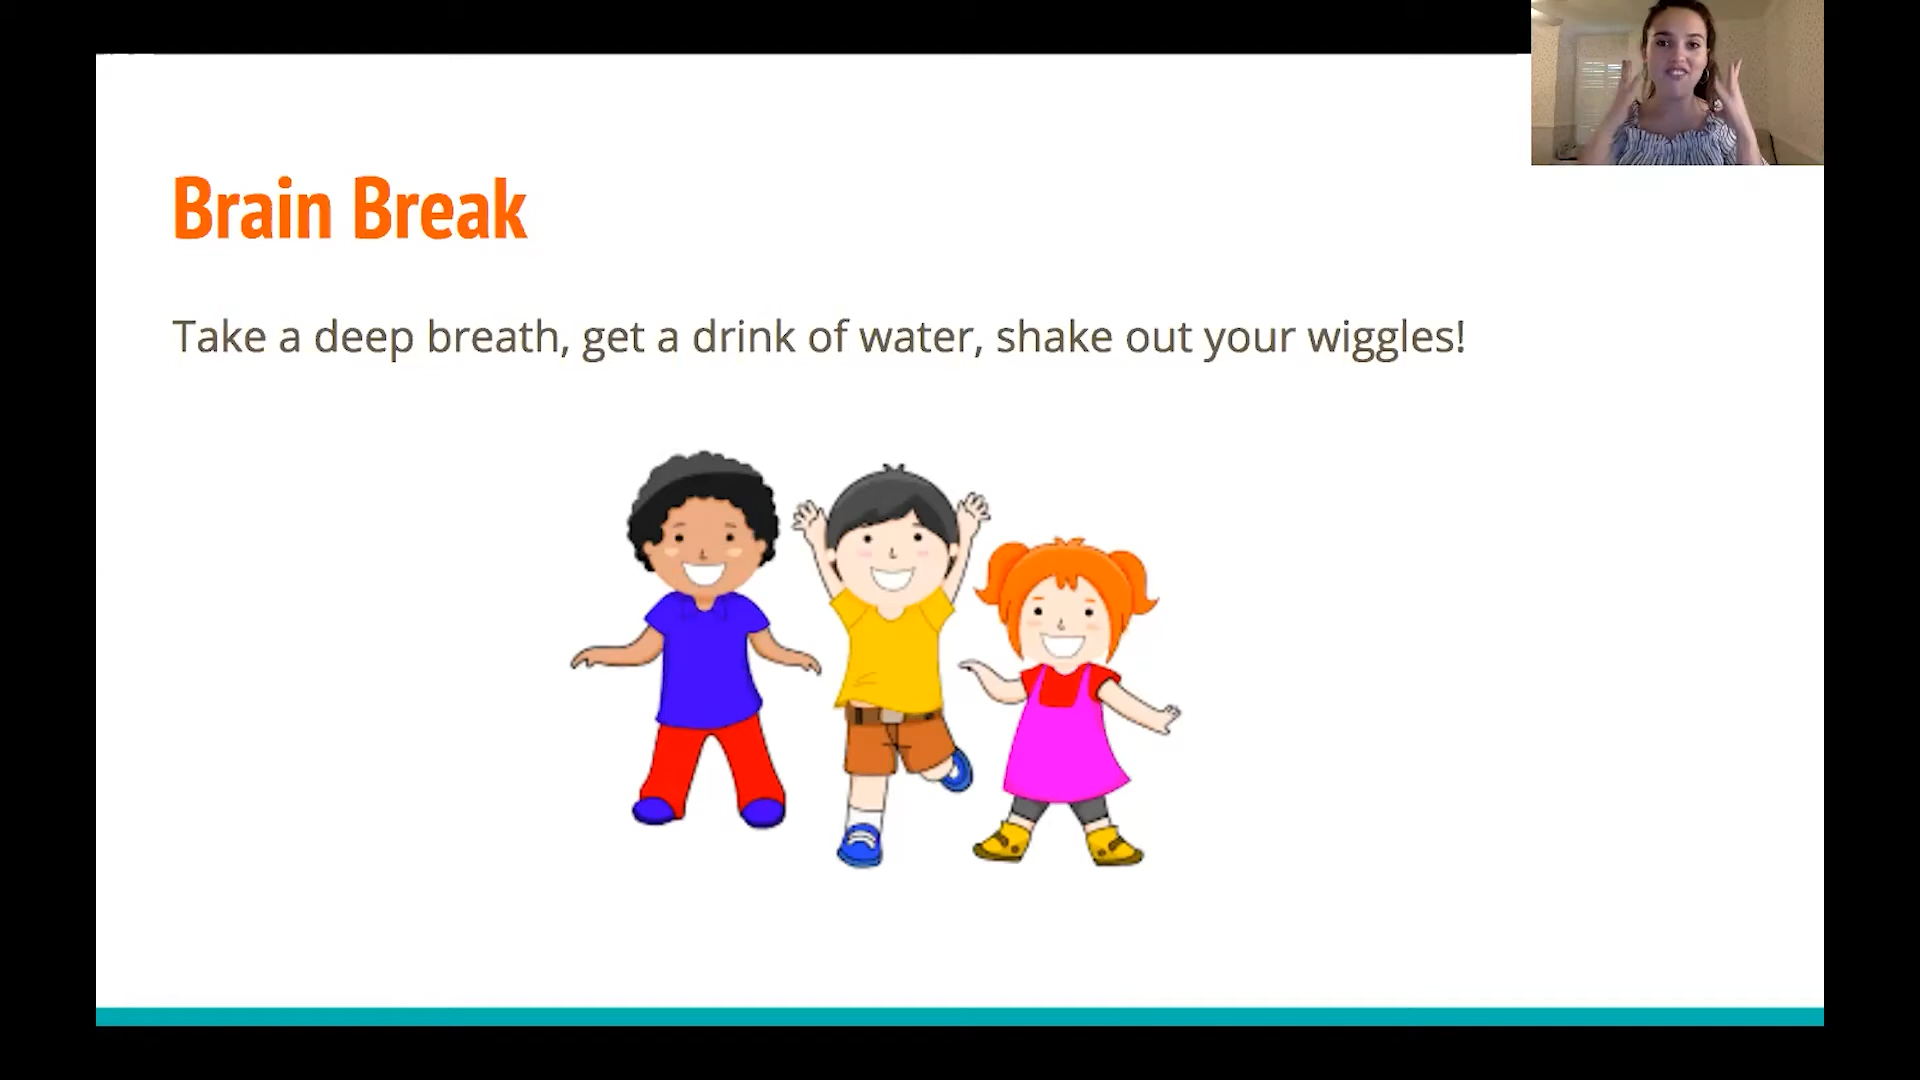 Brain Break
Take a deep breath, get a drink of water, shake out your wiggles!